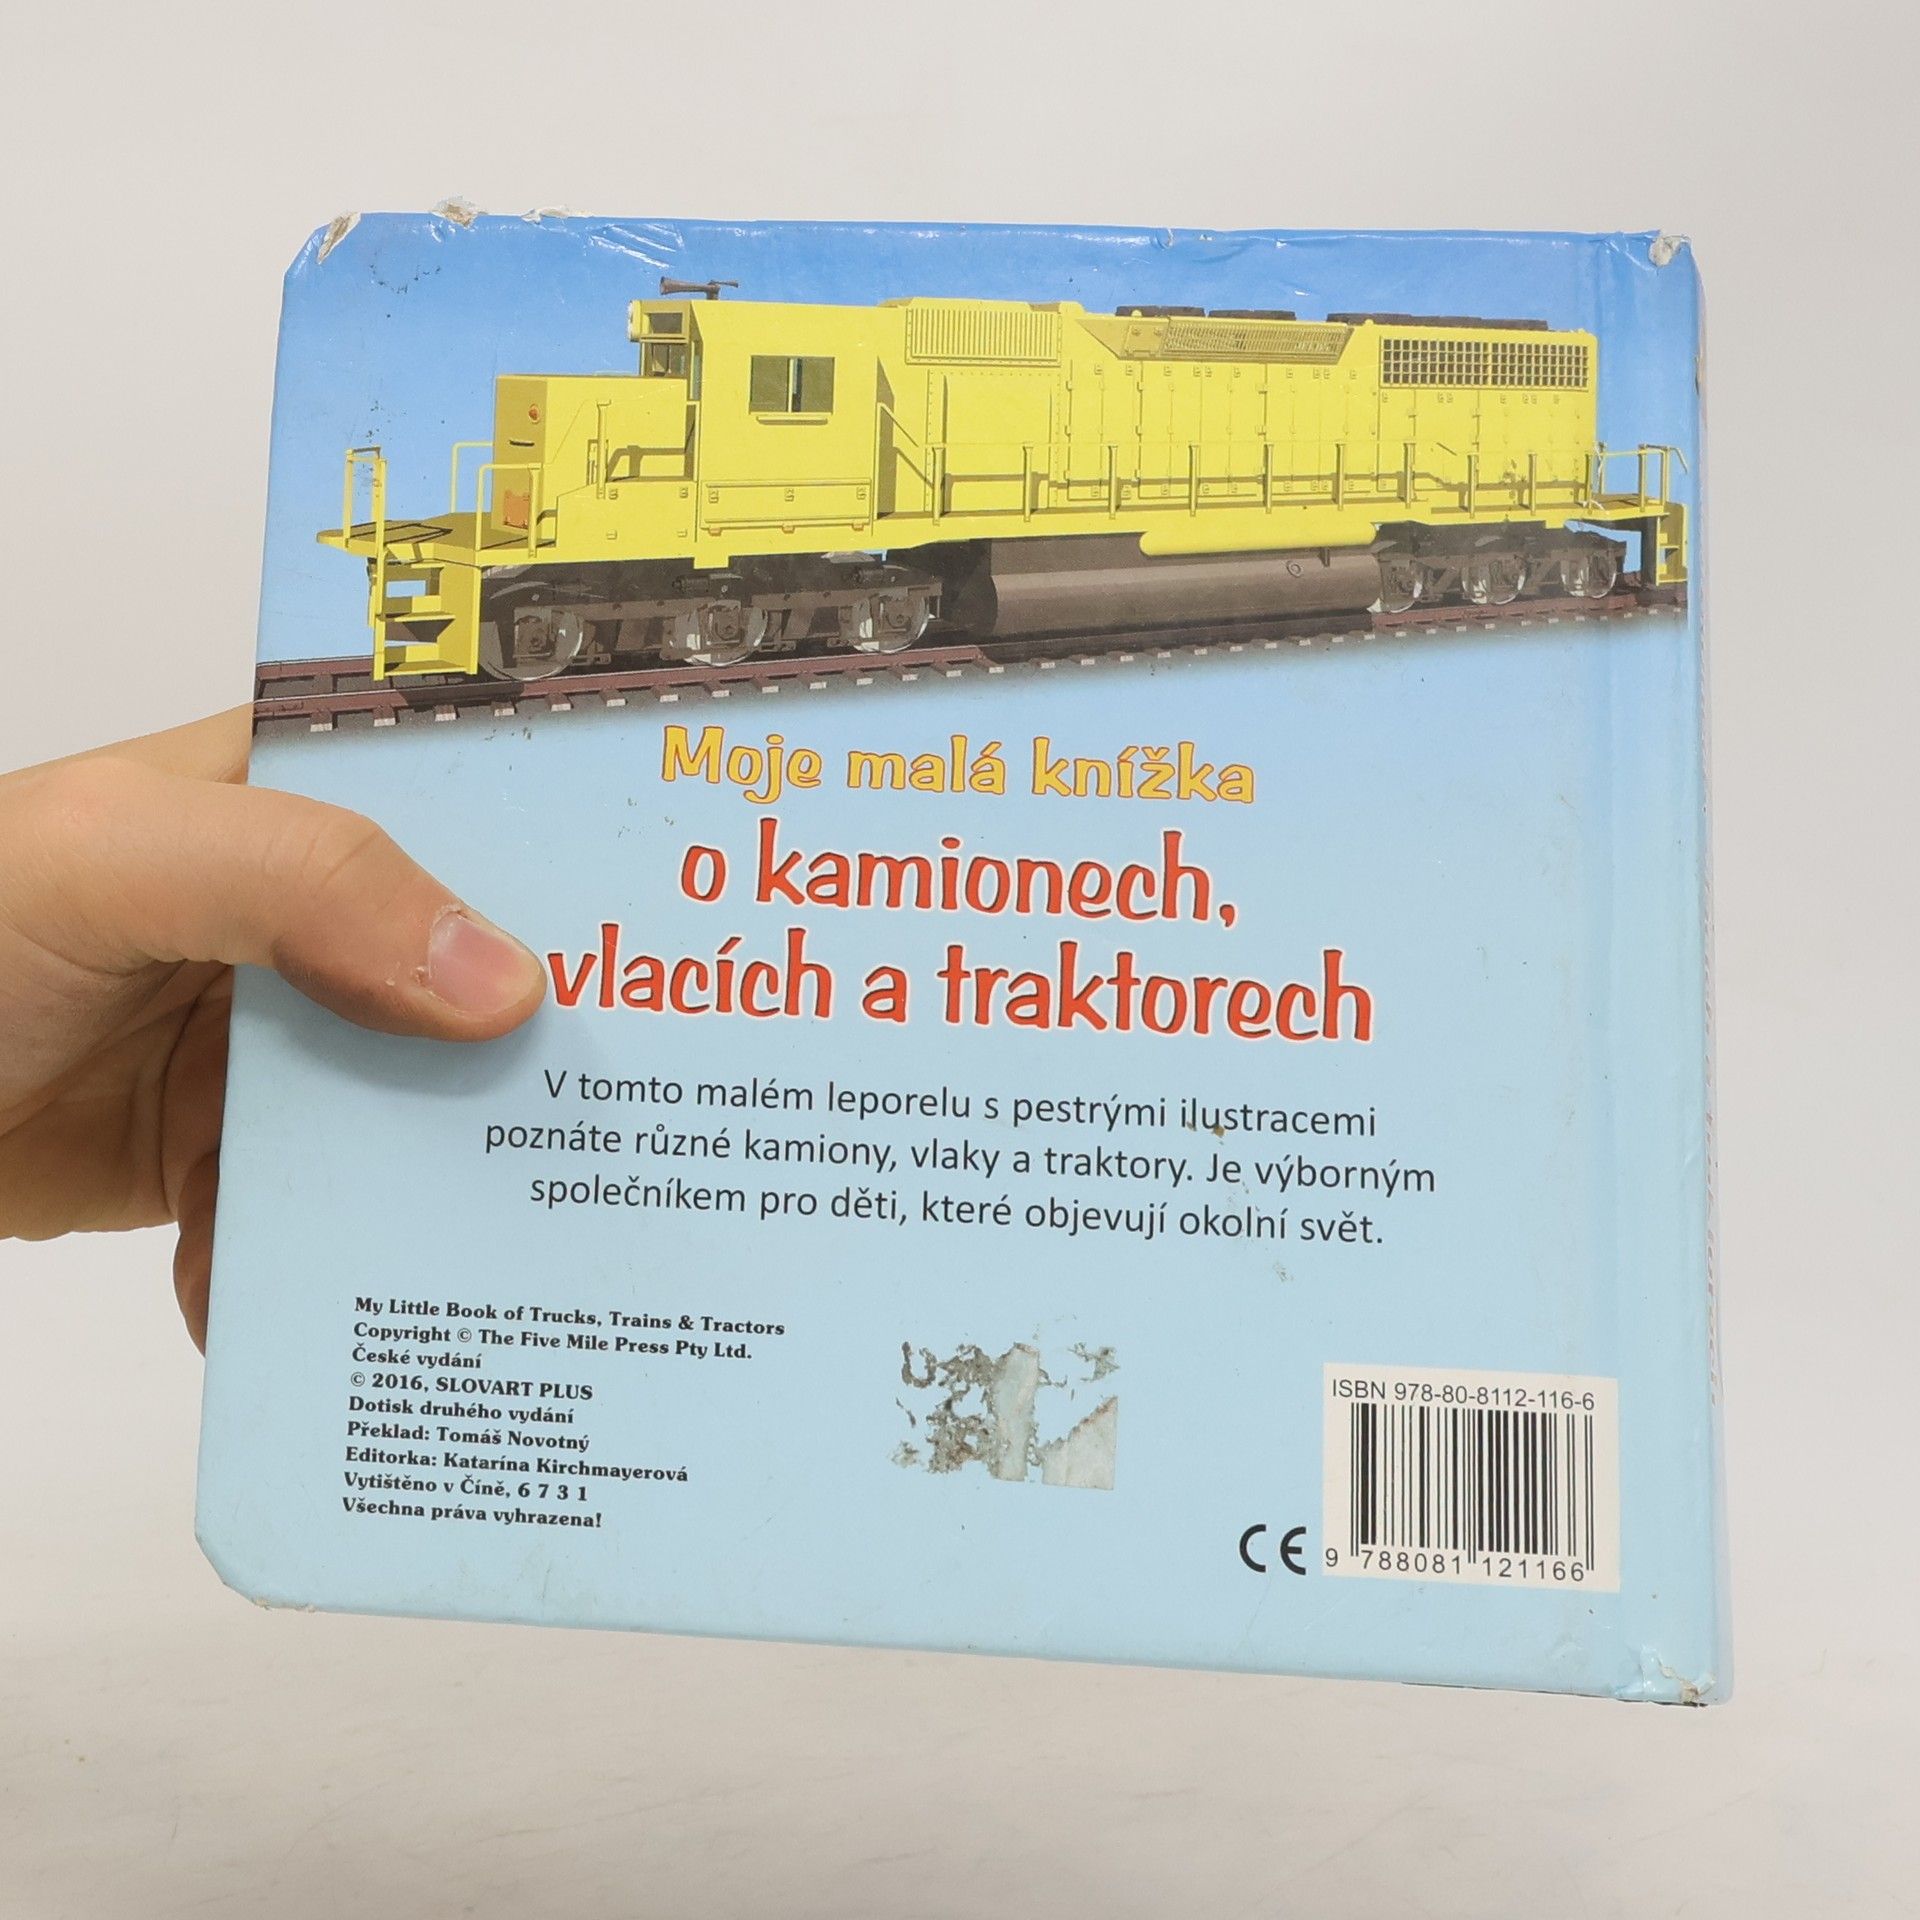 Moje malá knížka
o kamionech,
vlacích a traktorech
V tomto malém leporelu s pestrými ilustracemi
poznáte různé kamiony, vlaky a traktory. Je výborným
společníkem pro děti, které objevují okolní svět.
My Little Book of Trucks, Trains & Tractors
Copyright © The Five Mile Press Pty Ltd.
České vydání
© 2016, SLOVART PLUS
Dotisk druhého vydání
Překlad: Tomáš Novotný
Editorka: Katarína Kirchmayerová
Vytištěno v Číně, 6 7 3 1
Všechna práva vyhrazena!
CE
ISBN 978-80-8112-116-6
9 788081 121166